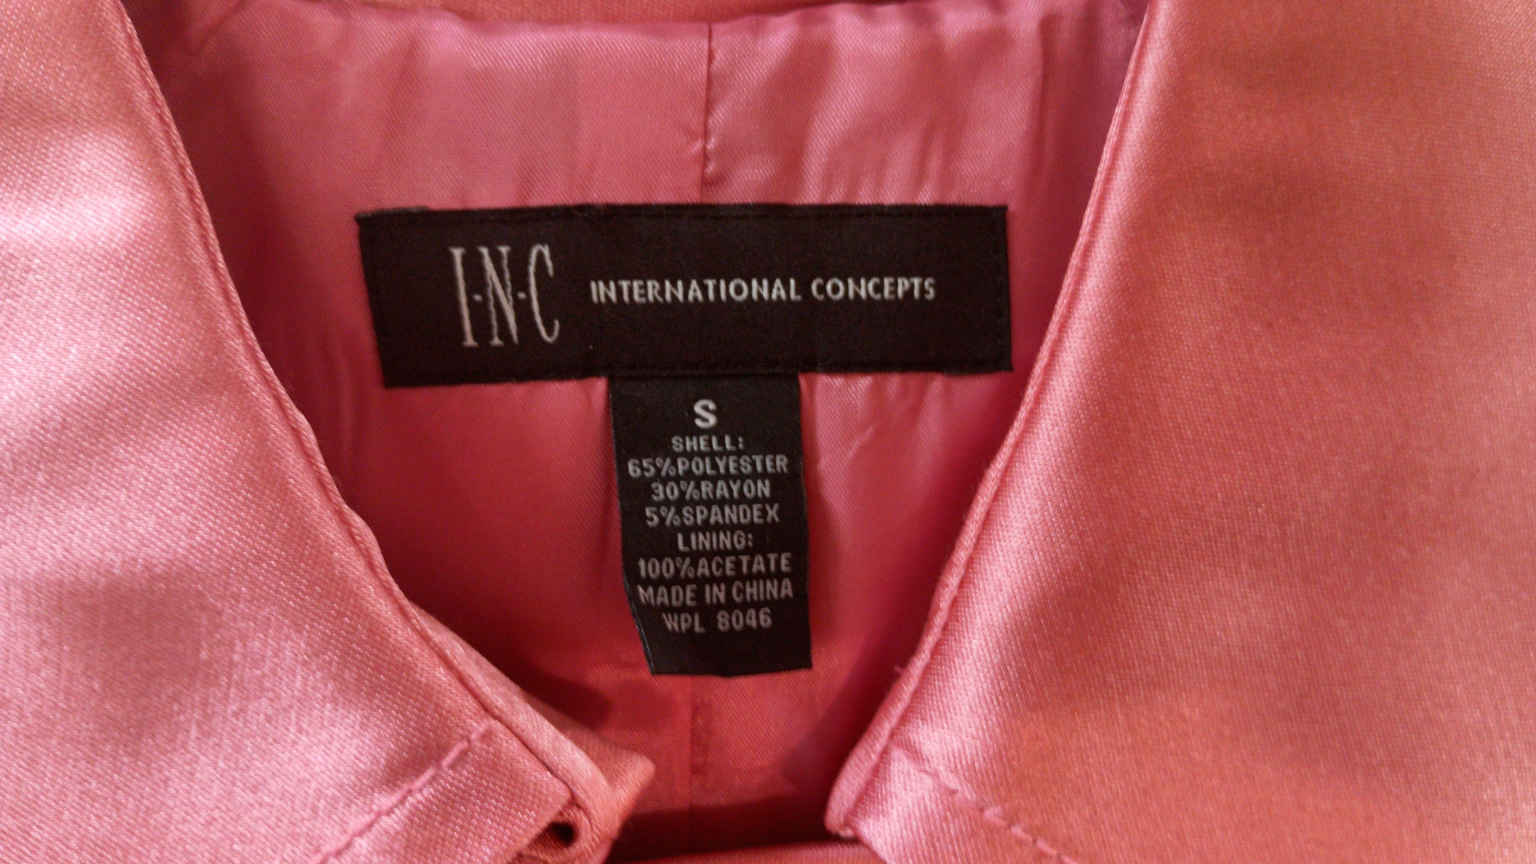 I·N·C INTERNATIONAL CONCEPTS
S
SHELL:
65%POLYESTER
30%RAYON
5%SPANDEX
LINING:
100%ACETATE
MADE IN CHINA
WPL 8046